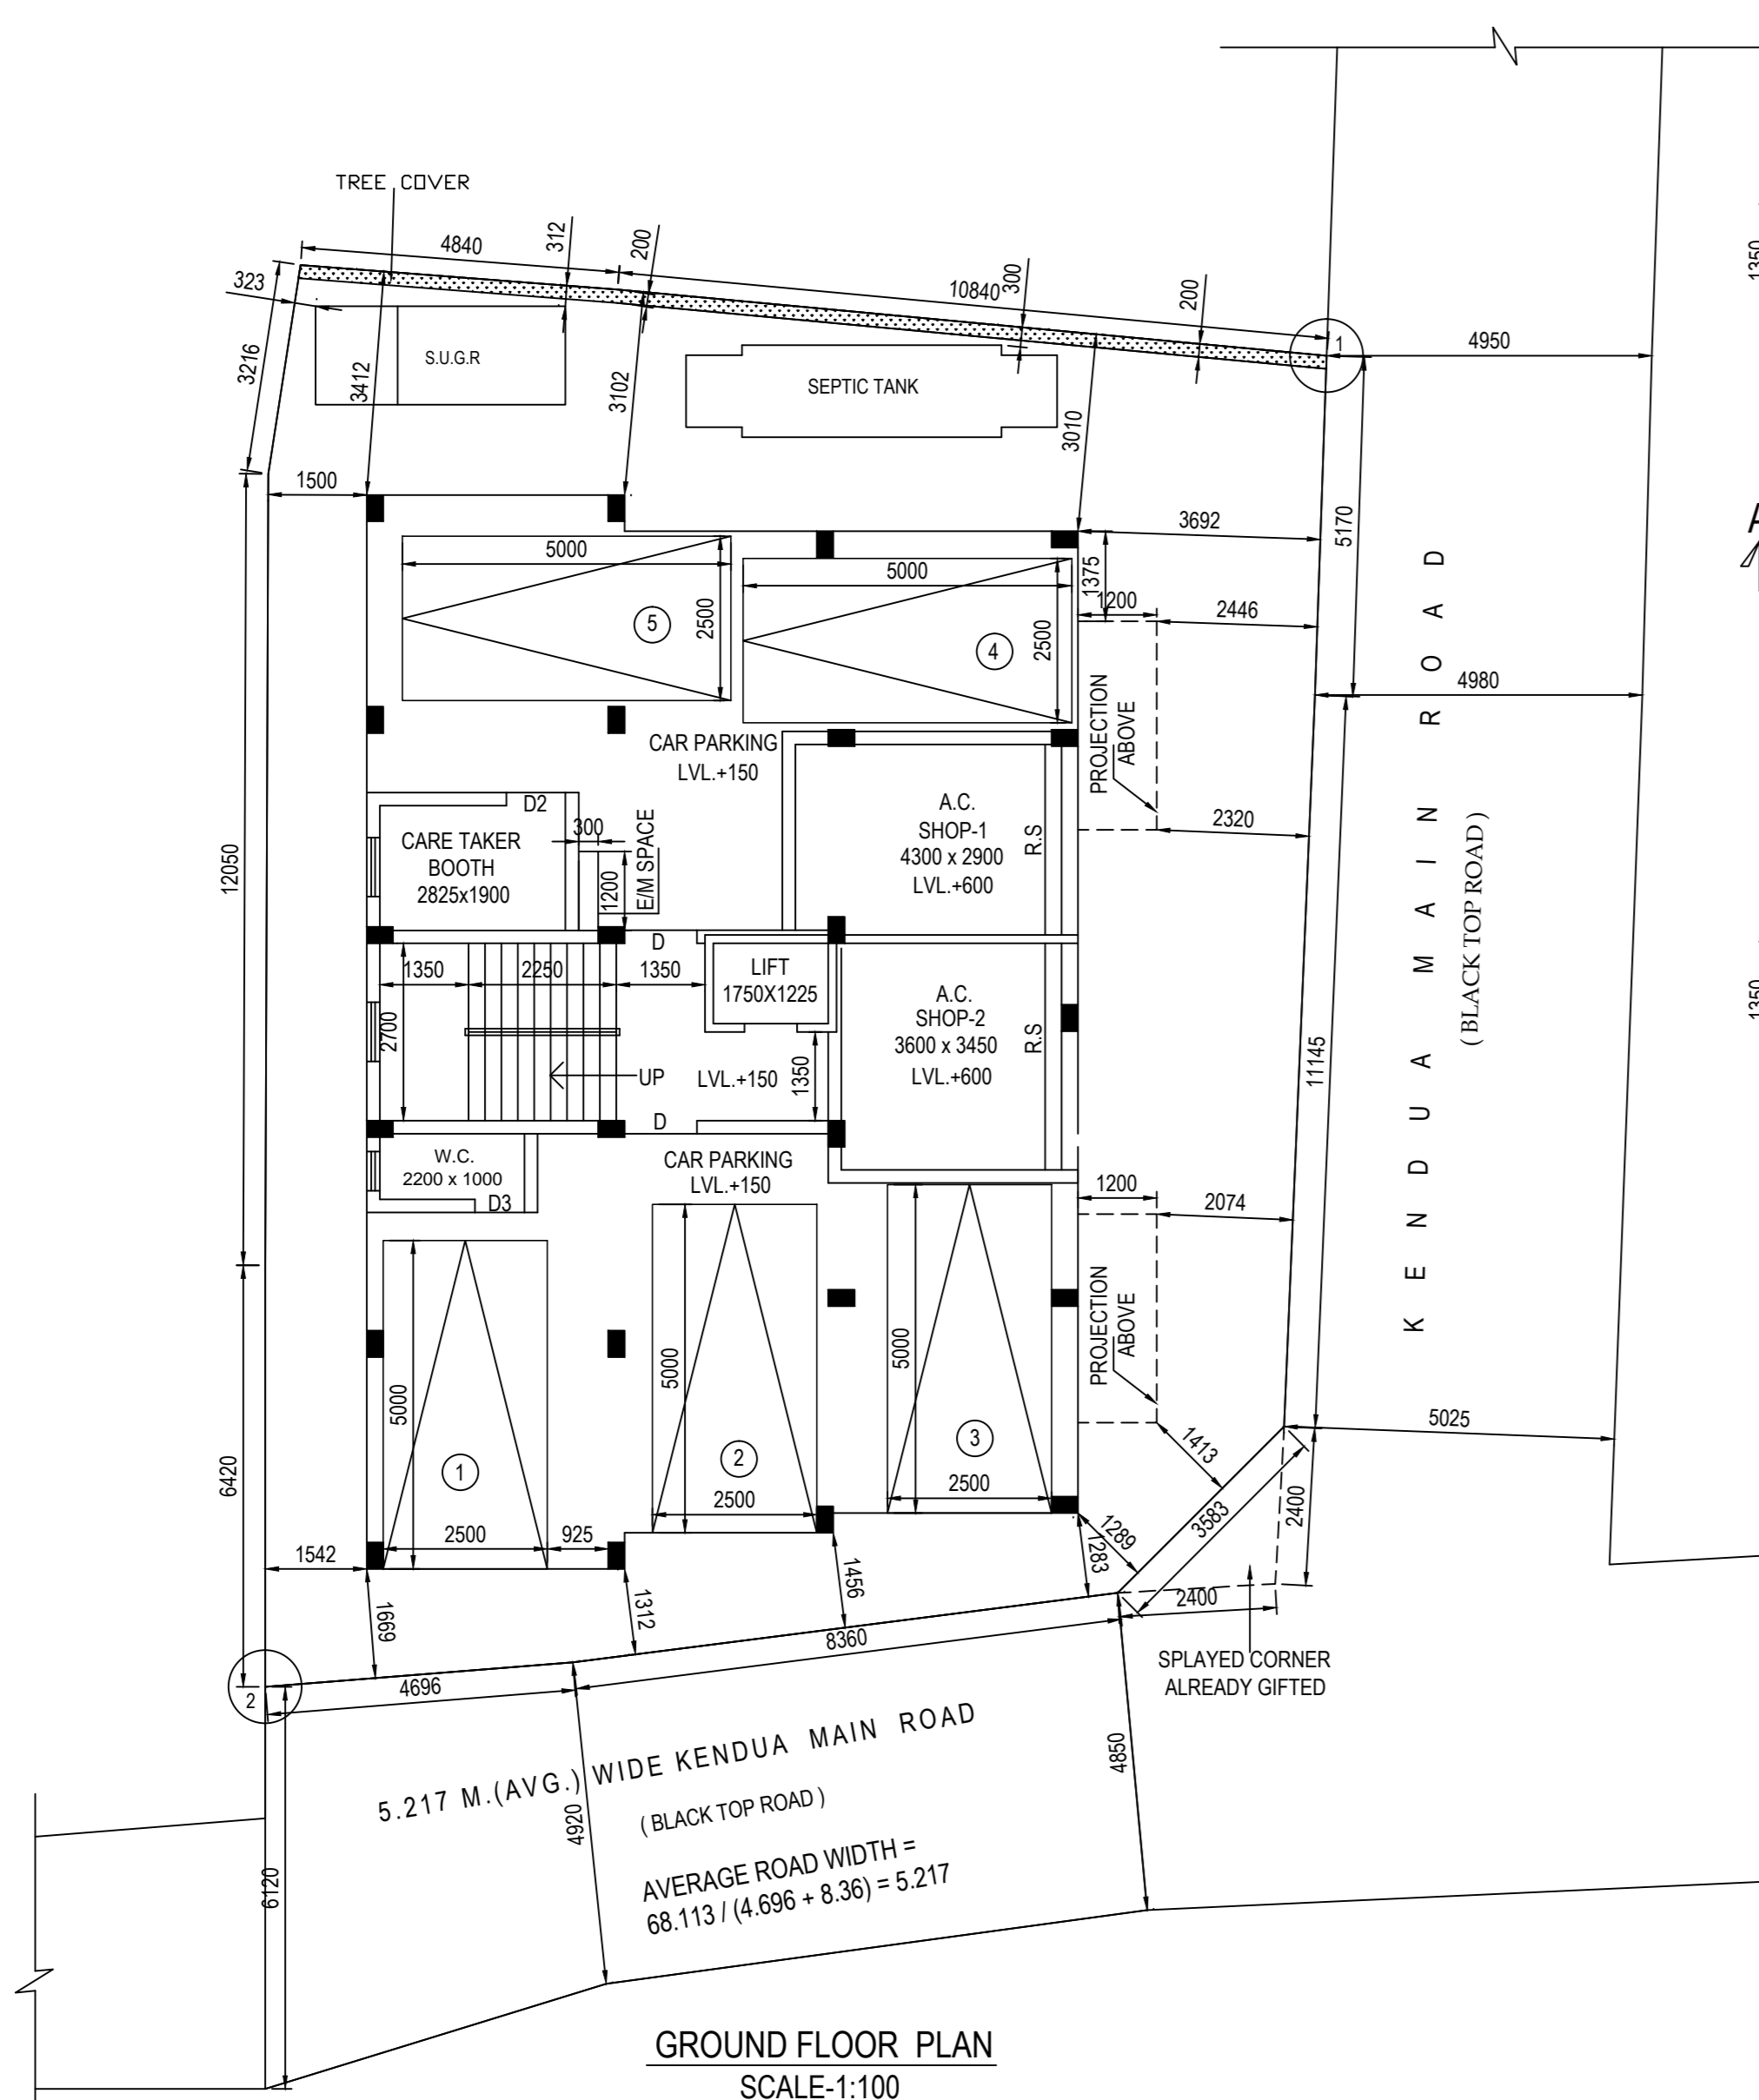 TREE COVER
4840
312
200
10840
300
200
323
3216
3412
S.U.G.R
3102
SEPTIC TANK
3010
1
4950
1350
1500
3692
5170
A
5000
5000
1375
1200
2446
5
2500
4
2500
4980
PROJECTION
ABOVE
CAR PARKING
LVL.+150
D2
CARE TAKER
BOOTH
2825x1900
300
1200
E/M SPACE
A.C.
SHOP-1
4300 x 2900
LVL.+600
R.S
2320
12050
1350
2250
D
1350
LIFT
1750X1225
2700
A.C.
SHOP-2
3600 x 3450
LVL.+600
R.S
1350
UP
LVL.+150
1350
D
11145
KENDUA MAIN ROAD
( BLACK TOP ROAD )
W.C.
2200 x 1000
D3
CAR PARKING
LVL.+150
1200
2074
PROJECTION
ABOVE
6420
5000
5000
5000
1
2
3
2500
2500
2500
925
1413
5025
3583
2400
1289
1283
1542
1669
1312
1456
2400
8360
4696
2
SPLAYED CORNER
ALREADY GIFTED
4850
5.217 M.(AVG.) WIDE KENDUA MAIN ROAD
( BLACK TOP ROAD )
4920
AVERAGE ROAD WIDTH =
68.113 / (4.696 + 8.36) = 5.217
6120
GROUND FLOOR PLAN
SCALE-1:100